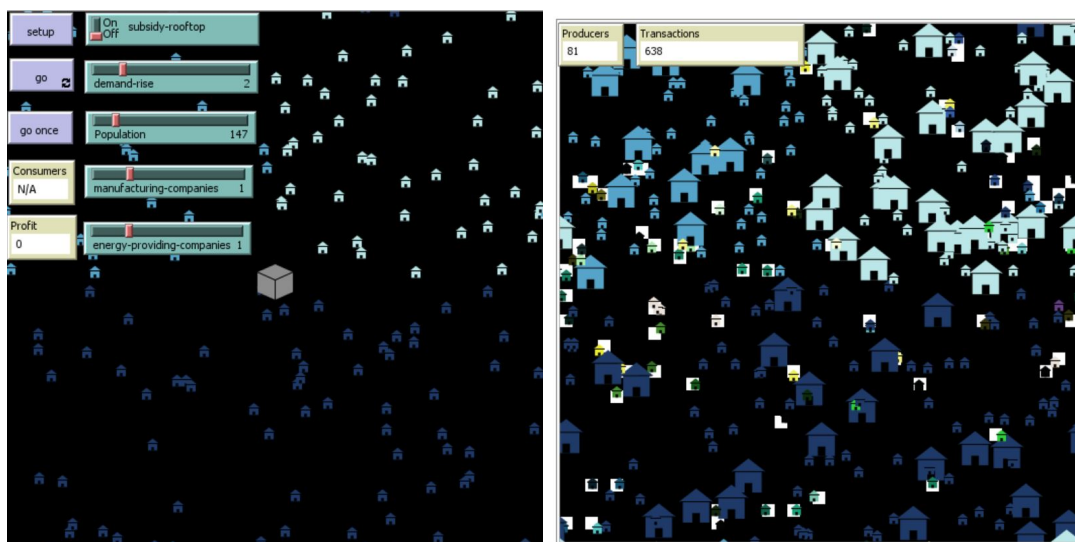 setup
On
Off
subsidy-rooftop
go
demand-rise 2
go once
Population 147
Consumers
N/A
manufacturing-companies 1
Profit
0
energy-providing-companies 1
Producers
81
Transactions
638